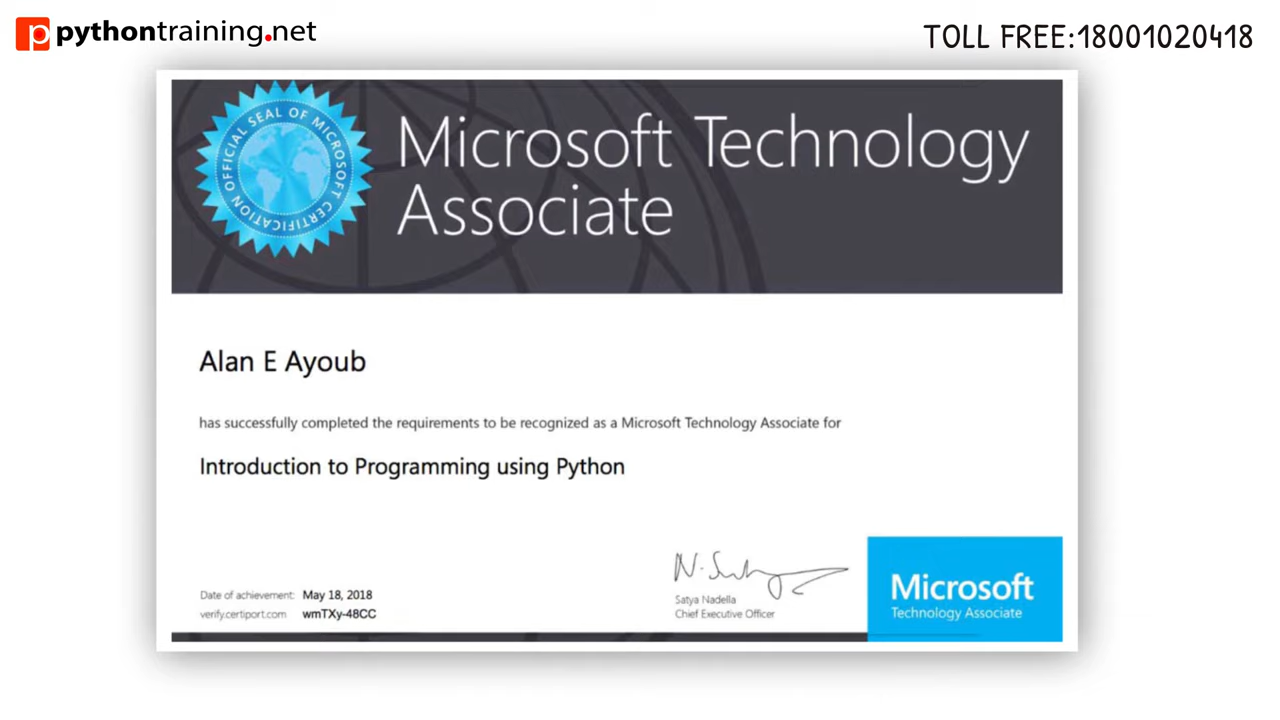 pythontraining.net
TOLL FREE:18001020418
OFFICIAL SEAL OF MICROSOFT CERTIFICATION
Microsoft Technology
Associate
Alan E Ayoub
has successfully completed the requirements to be recognized as a Microsoft Technology Associate for
Introduction to Programming using Python
Date of achievement: May 18, 2018
verify.certiport.com wmTXy-48CC
N. Satya
Satya Nadella
Chief Executive Officer
Microsoft
Technology Associate